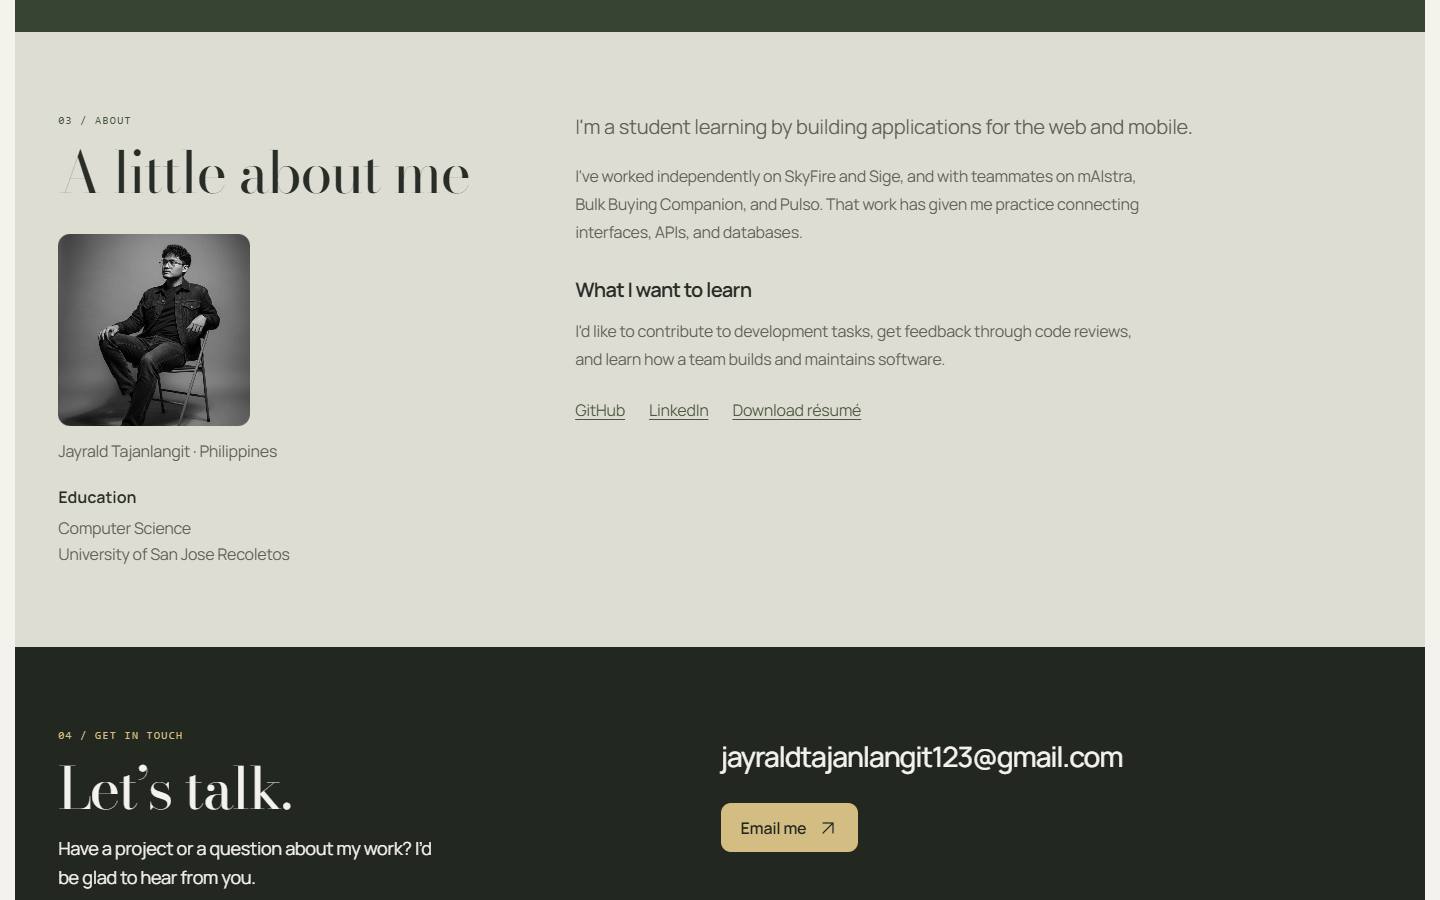 03 / ABOUT
A little about me
Jayrald Tajanlangit · Philippines
Education
Computer Science
University of San Jose Recoletos
I'm a student learning by building applications for the web and mobile.
I've worked independently on SkyFire and Sige, and with teammates on mAIstra,
Bulk Buying Companion, and Pulso. That work has given me practice connecting
interfaces, APIs, and databases.
What I want to learn
I'd like to contribute to development tasks, get feedback through code reviews,
and learn how a team builds and maintains software.
GitHub LinkedIn Download résumé
04 / GET IN TOUCH
Let’s talk.
Have a project or a question about my work? I’d
be glad to hear from you.
jayraldtajanlangit123@gmail.com
Email me